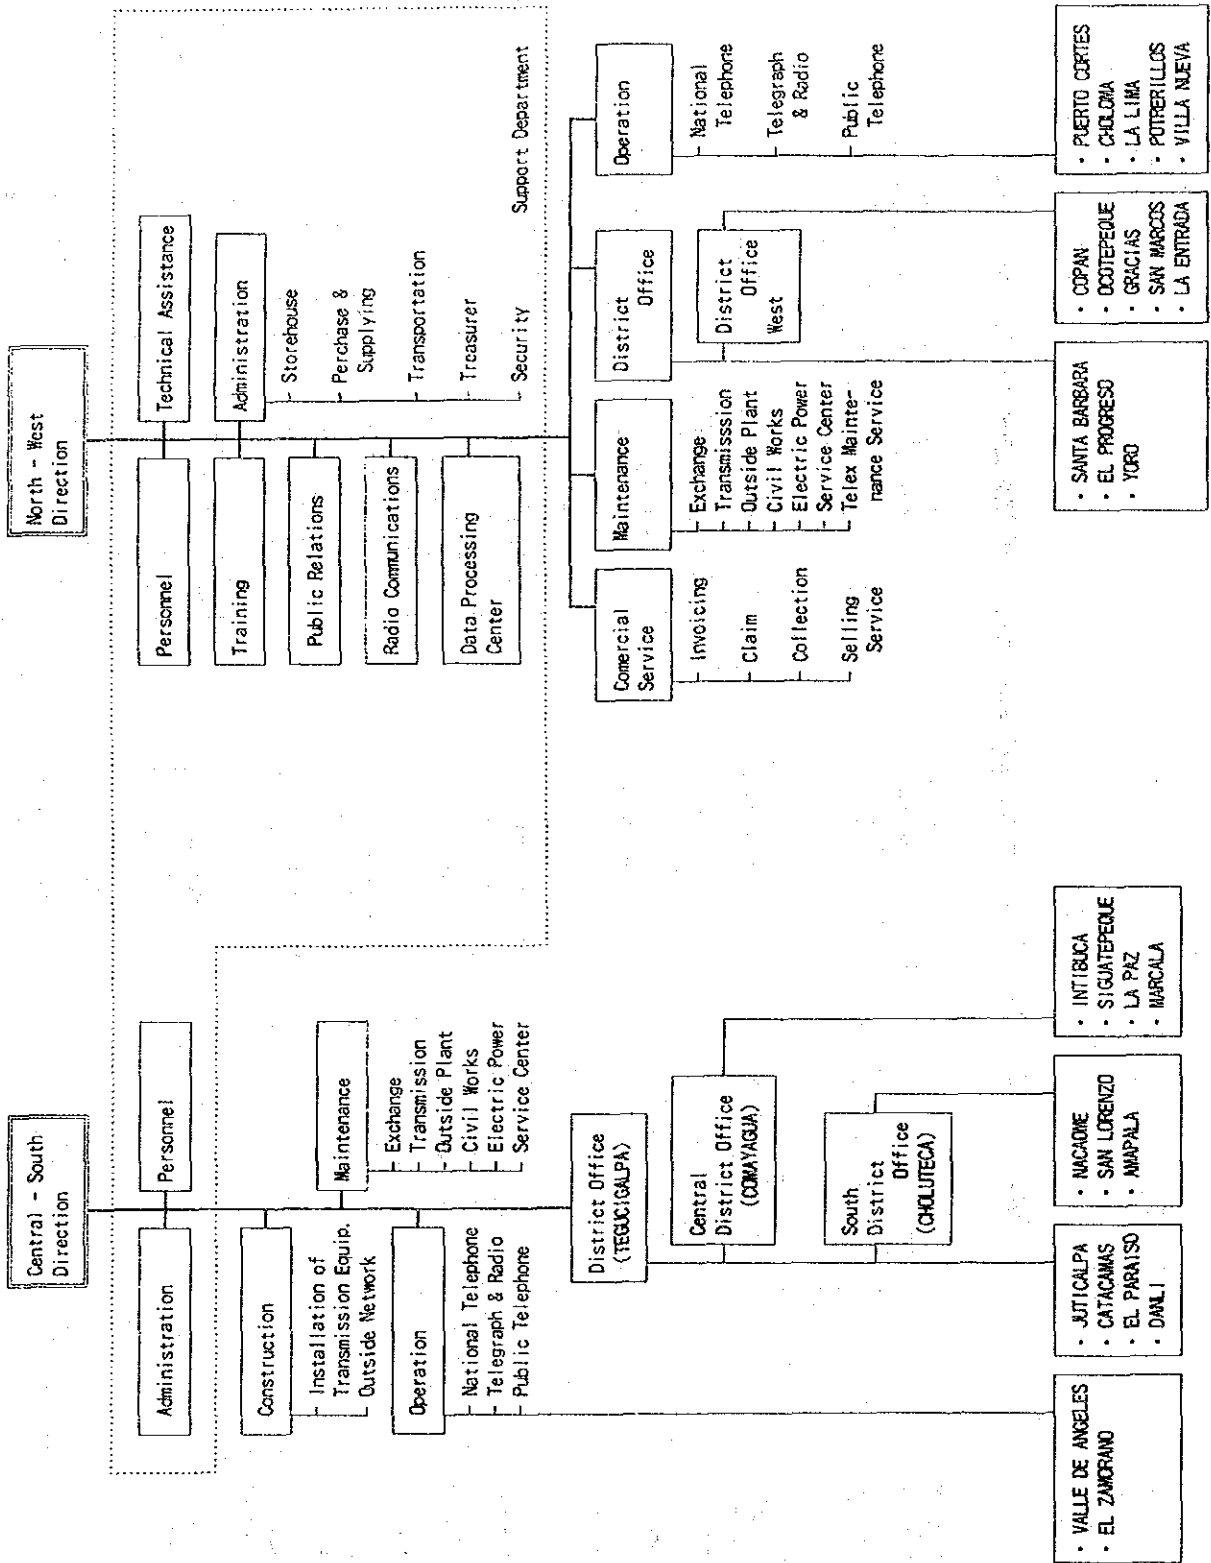 Central - South
Direction
Administration
Personnel
Construction
Installation of
Transmission Equip.
Outside Network
Maintenance
Exchange
Transmission
Outside Plant
Civil Works
Electric Power
Service Center
Operation
National Telephone
Telegraph & Radio
Public Telephone
District Office
(TEGUCIGALPA)
Central
District Office
(COMAYAGUA)
South
District
Office
(CHOLUTECA)
· VALLE DE ANGELES
· EL ZAMORANO
· JUTICALPA
· CATACAMAS
· EL PARAISO
· DANLI
· NACAOME
· SAN LORENZO
· AMAPALA
· INTIBUCA
· SIGUATEPEQUE
· LA PAZ
· MARCALA
North - West
Direction
Personnel
Technical Assistance
Training
Administration
Storehouse
Perchase &
Supplying
Transportation
Treasurer
Security
Public Relations
Radio Communications
Data Processing
Center
Support Department
Comercial
Service
Invoicing
Claim
Collection
Selling
Service
Maintenance
Exchange
Transmisssion
Outside Plant
Civil Works
Electric Power
Service Center
Telex Mainte-
nance Service
District
Office
District
Office
West
Operation
National
Telephone
Telegraph
& Radio
Public
Telephone
· SANTA BARBARA
· EL PROGRESO
· YORO
· COPAN
· OCOTEPEQUE
· GRACIAS
· SAN MARCOS
· LA ENTRADA
· PUERTO CORTES
· CHOLOMA
· LA LIMA
· POTRERILLOS
· VILLA NUEVA